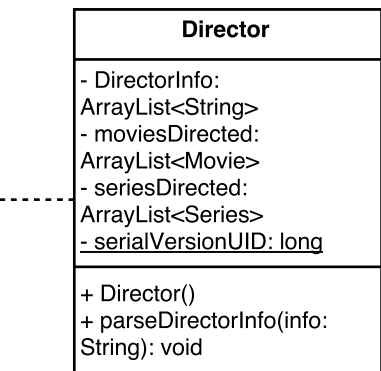 Director
- DirectorInfo:
ArrayList<String>
- moviesDirected:
ArrayList<Movie>
- seriesDirected:
ArrayList<Series>
- serialVersionUID: long
+ Director()
+ parseDirectorInfo(info:
String): void